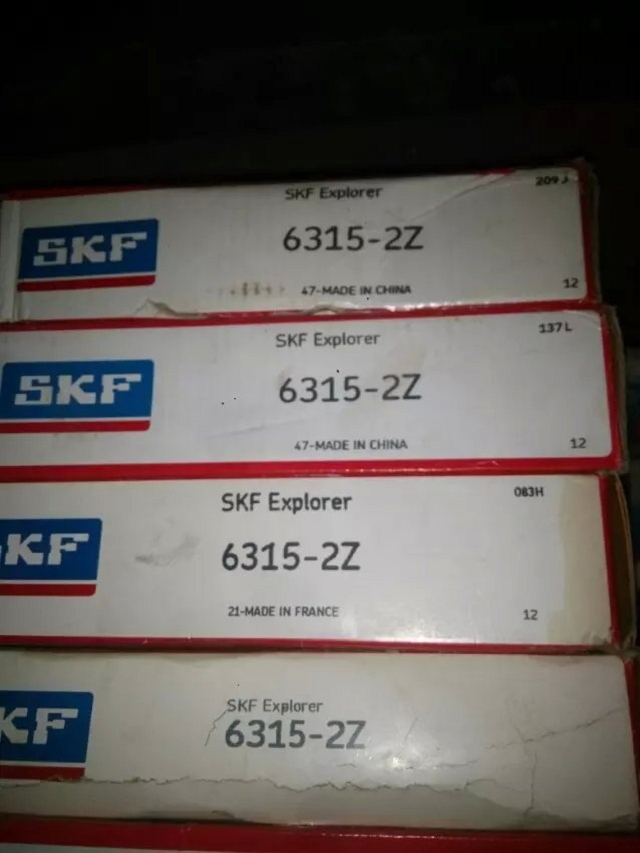 SKF Explorer
209J
SKF
6315-2Z
47-MADE IN CHINA
12
SKF Explorer
137L
SKF
6315-2Z
47-MADE IN CHINA
12
SKF Explorer
083H
KF
6315-2Z
21-MADE IN FRANCE
12
SKF Explorer
KF
6315-2Z